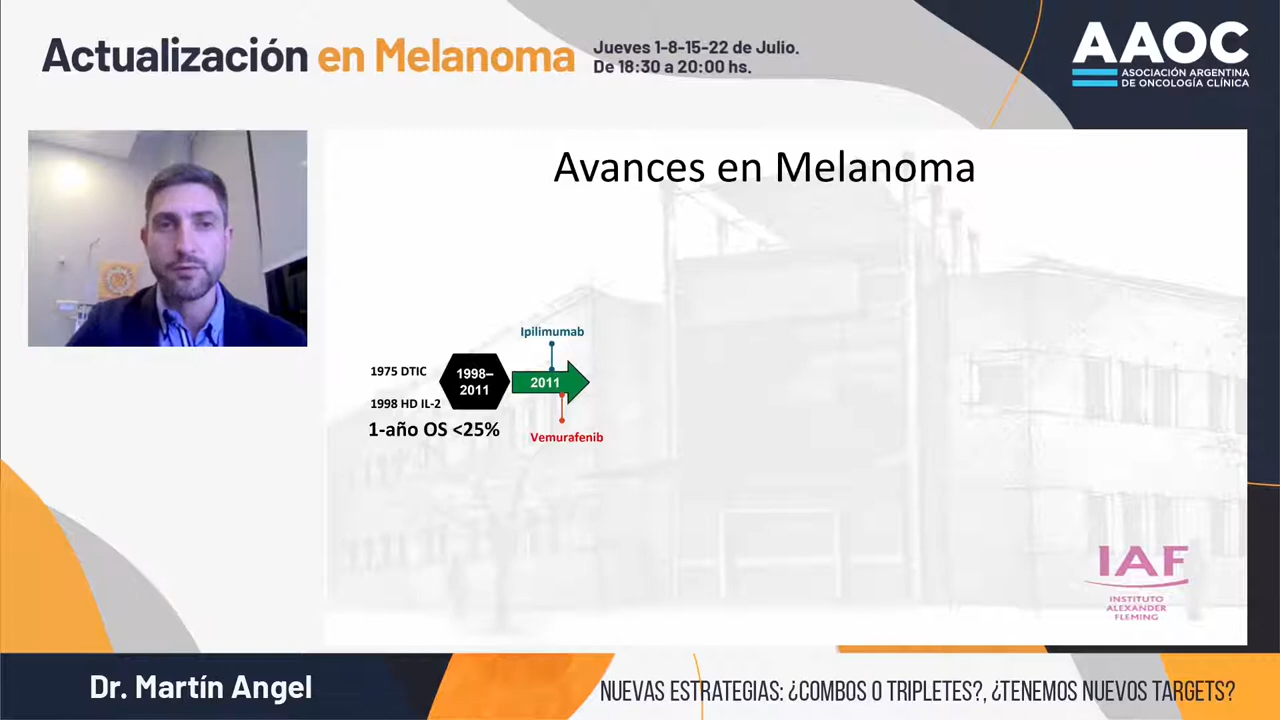 Actualización en Melanoma
Jueves 1-8-15-22 de Julio.
De 18:30 a 20:00 hs.
AAOC
ASOCIACIÓN ARGENTINA
DE ONCOLOGÍA CLÍNICA
Avances en Melanoma
Ipilimumab
1975 DTIC
1998–
2011
2011
1998 HD IL-2
1-año OS <25%
Vemurafenib
IAF
INSTITUTO
ALEXANDER
FLEMING
Dr. Martín Angel
NUEVAS ESTRATEGIAS: ¿COMBOS O TRIPLETES?, ¿TENEMOS NUEVOS TARGETS?